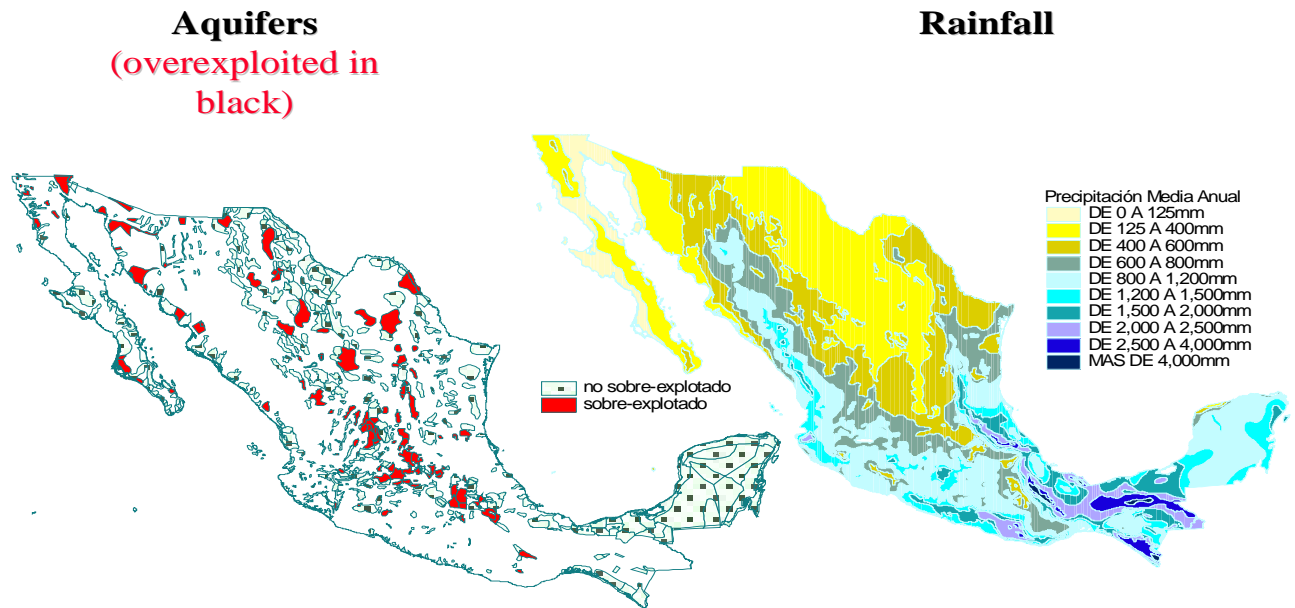 Aquifers
(overexploited in
black)
Rainfall
no sobre-explotado
sobre-explotado
Precipitación Media Anual
DE 0 A 125mm
DE 125 A 400mm
DE 400 A 600mm
DE 600 A 800mm
DE 800 A 1,200mm
DE 1,200 A 1,500mm
DE 1,500 A 2,000mm
DE 2,000 A 2,500mm
DE 2,500 A 4,000mm
MAS DE 4,000mm